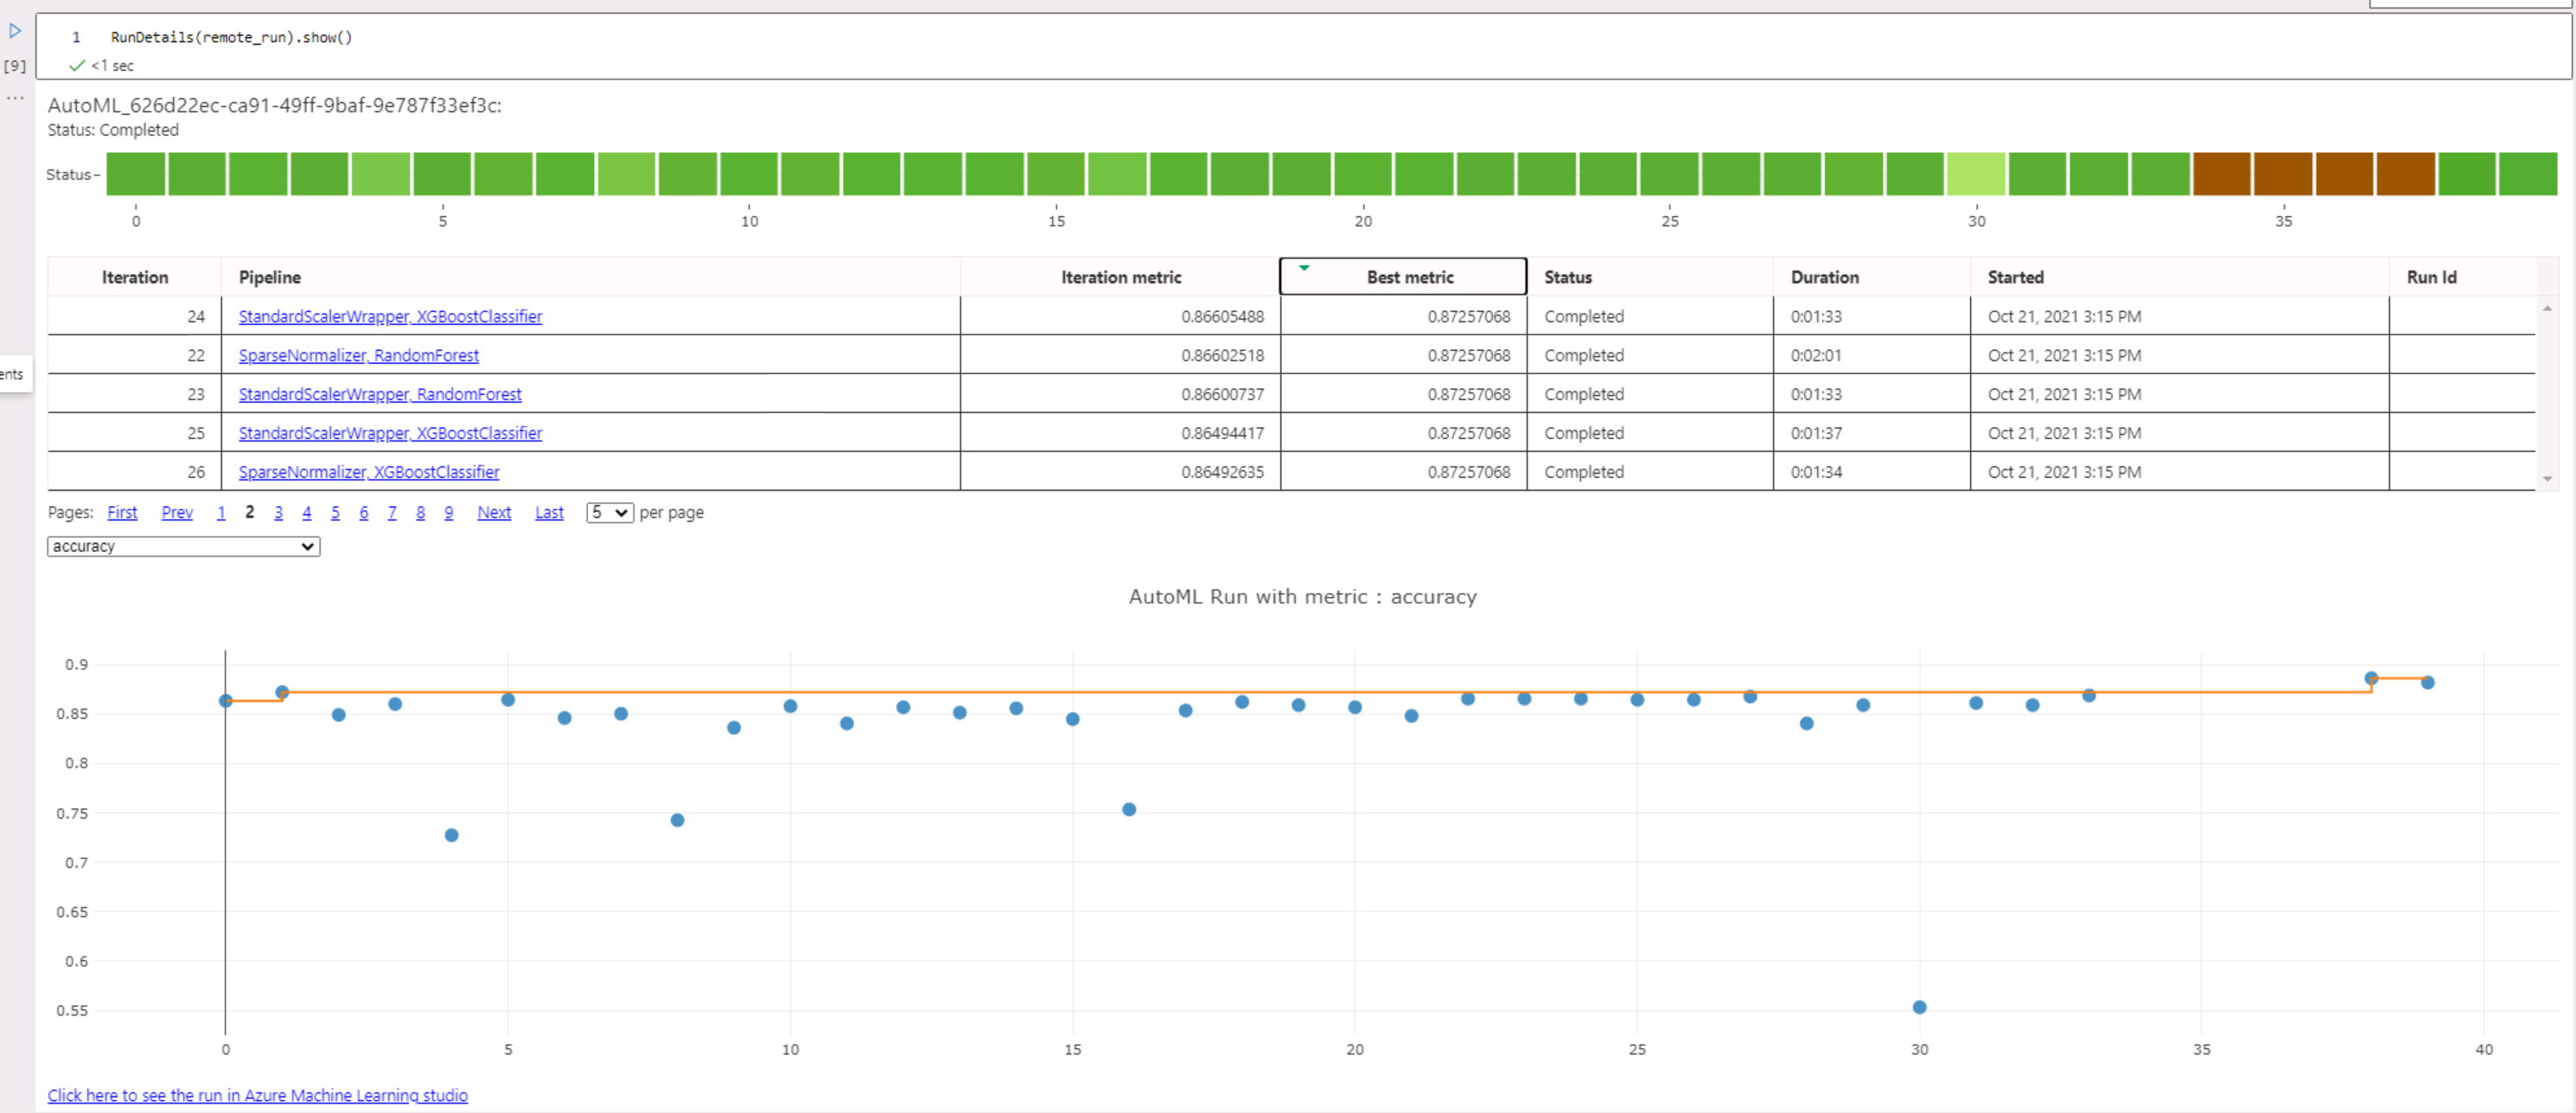 1 RunDetails(remote_run).show()
[9]
<1 sec
...
AutoML_626d22ec-ca91-49ff-9baf-9e787f33ef3c:
Status: Completed
Status
0 5 10 15 20 25 30 35
Iteration Pipeline Iteration metric Best metric Status Duration Started Run Id
24 StandardScalerWrapper, XGBoostClassifier 0.86605488 0.87257068 Completed 0:01:33 Oct 21, 2021 3:15 PM
22 SparseNormalizer, RandomForest 0.86602518 0.87257068 Completed 0:02:01 Oct 21, 2021 3:15 PM
ents
23 StandardScalerWrapper, RandomForest 0.86600737 0.87257068 Completed 0:01:33 Oct 21, 2021 3:15 PM
25 StandardScalerWrapper, XGBoostClassifier 0.86494417 0.87257068 Completed 0:01:37 Oct 21, 2021 3:15 PM
26 SparseNormalizer, XGBoostClassifier 0.86492635 0.87257068 Completed 0:01:34 Oct 21, 2021 3:15 PM
Pages: First Prev 1 2 3 4 5 6 7 8 9 Next Last 5 per page
accuracy
AutoML Run with metric : accuracy
0.9
0.85
0.8
0.75
0.7
0.65
0.6
0.55
0 5 10 15 20 25 30 35 40
Click here to see the run in Azure Machine Learning studio